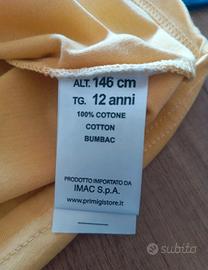 ALT. 146 cm
TG. 12 anni
100% COTONE
COTTON
BUMBAC
PRODOTTO IMPORTATO DA
IMAC S.p.A.
www.primigistore.it
subito